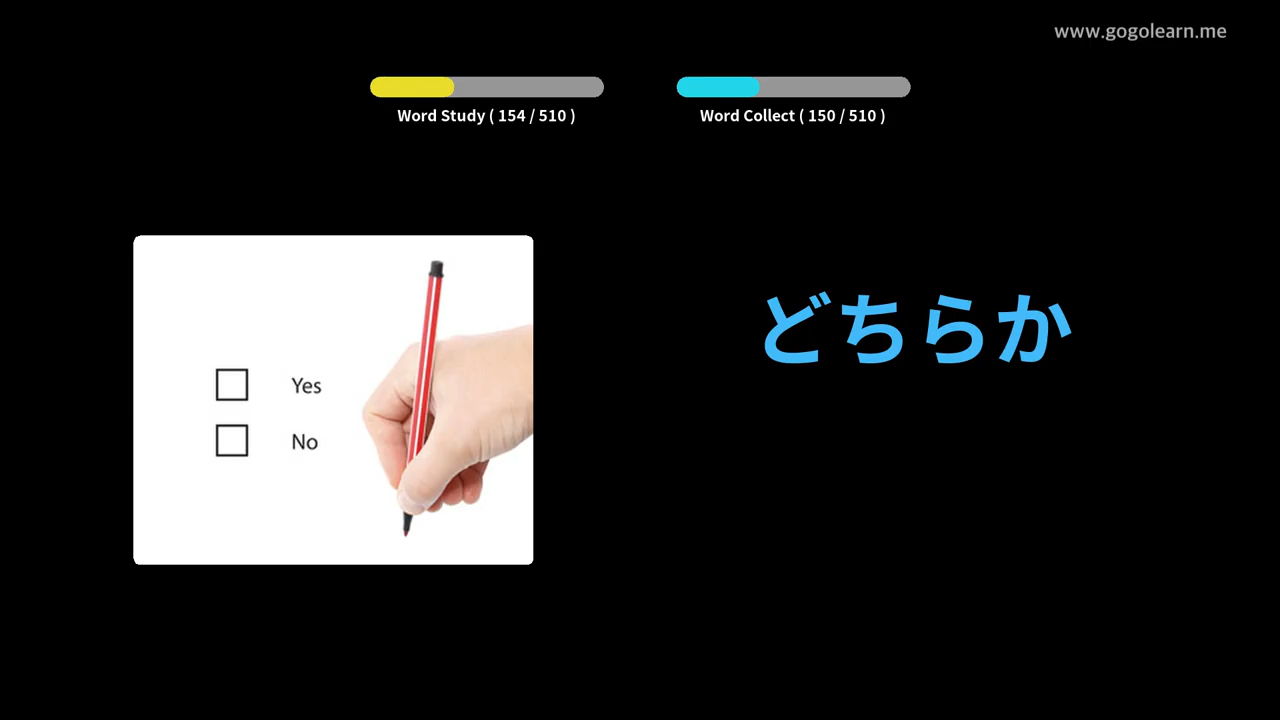 www.gogolearn.me
Word Study ( 154 / 510 )
Word Collect ( 150 / 510 )
Yes
No
どちらか